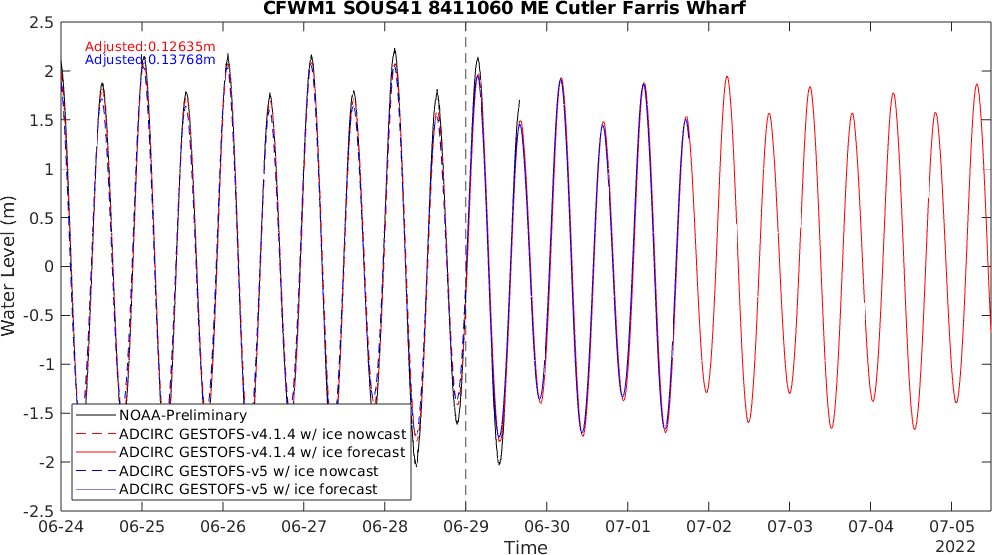 CFWM1 SOUS41 8411060 ME Cutler Farris Wharf
Adjusted:0.12635m
Adjusted:0.13768m
2.5
2
1.5
1
0.5
0
-0.5
-1
-1.5
-2
-2.5
Water Level (m)
NOAA-Preliminary
ADCIRC GESTOFS-v4.1.4 w/ ice nowcast
ADCIRC GESTOFS-v4.1.4 w/ ice forecast
ADCIRC GESTOFS-v5 w/ ice nowcast
ADCIRC GESTOFS-v5 w/ ice forecast
06-24 06-25 06-26 06-27 06-28 06-29 06-30 07-01 07-02 07-03 07-04 07-05
Time
2022